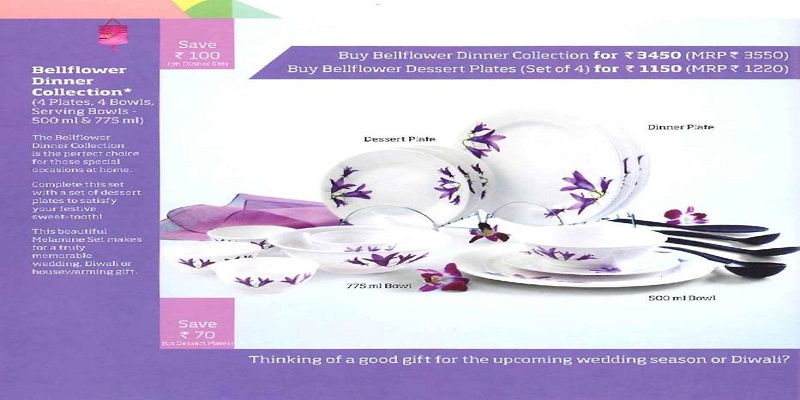 Bellflower
Dinner
Collection*
(4 Plates, 4 Bowls,
Serving Bowls -
500 ml & 775 ml)
The Bellflower
Dinner Collection
is the perfect choice
for those special
occasions at home.
Complete this set
with a set of dessert
plates to satisfy
your festive
sweet-tooth!
This beautiful
Melamine Set makes
for a truly
memorable
wedding, Diwali or
housewarming gift.
Save
₹ 100
(on Dinner Set)
Buy Bellflower Dinner Collection for ₹ 3450 (MRP ₹ 3550)
Buy Bellflower Dessert Plates (Set of 4) for ₹ 1150 (MRP ₹ 1220)
Dessert Plate
Dinner Plate
775 ml Bowl
500 ml Bowl
Save
₹ 70
(on Dessert Plates)
Thinking of a good gift for the upcoming wedding season or Diwali?